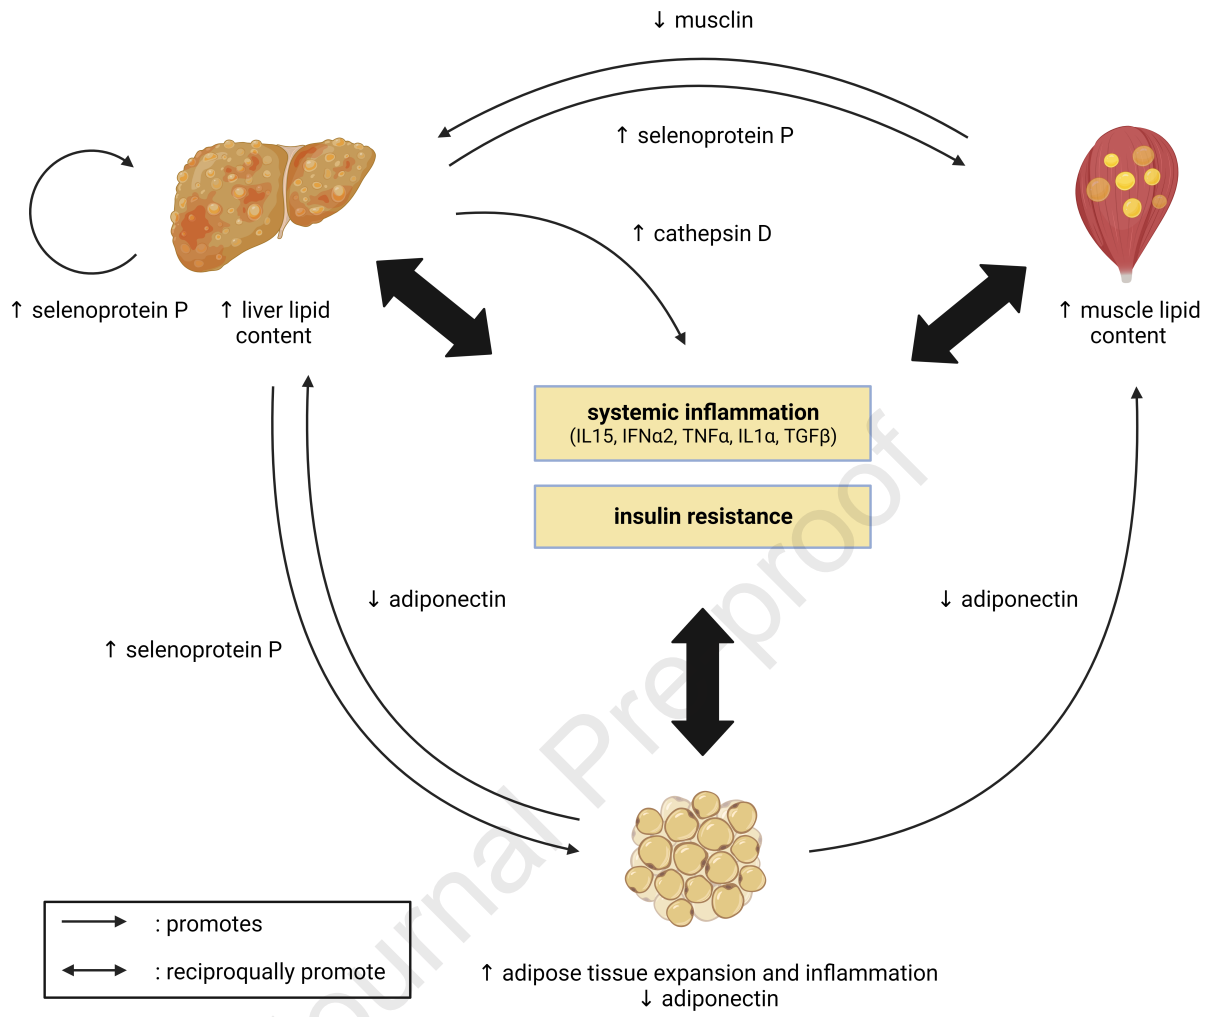 ↓ musclin
↑ selenoprotein P
↑ cathepsin D
↑ selenoprotein P
↑ liver lipid
content
↑ muscle lipid
content
systemic inflammation
(IL15, IFNα2, TNFα, IL1α, TGFβ)
insulin resistance
↓ adiponectin
↓ adiponectin
↑ selenoprotein P
: promotes
: reciproqually promote
↑ adipose tissue expansion and inflammation
↓ adiponectin
Journal Pre-proof